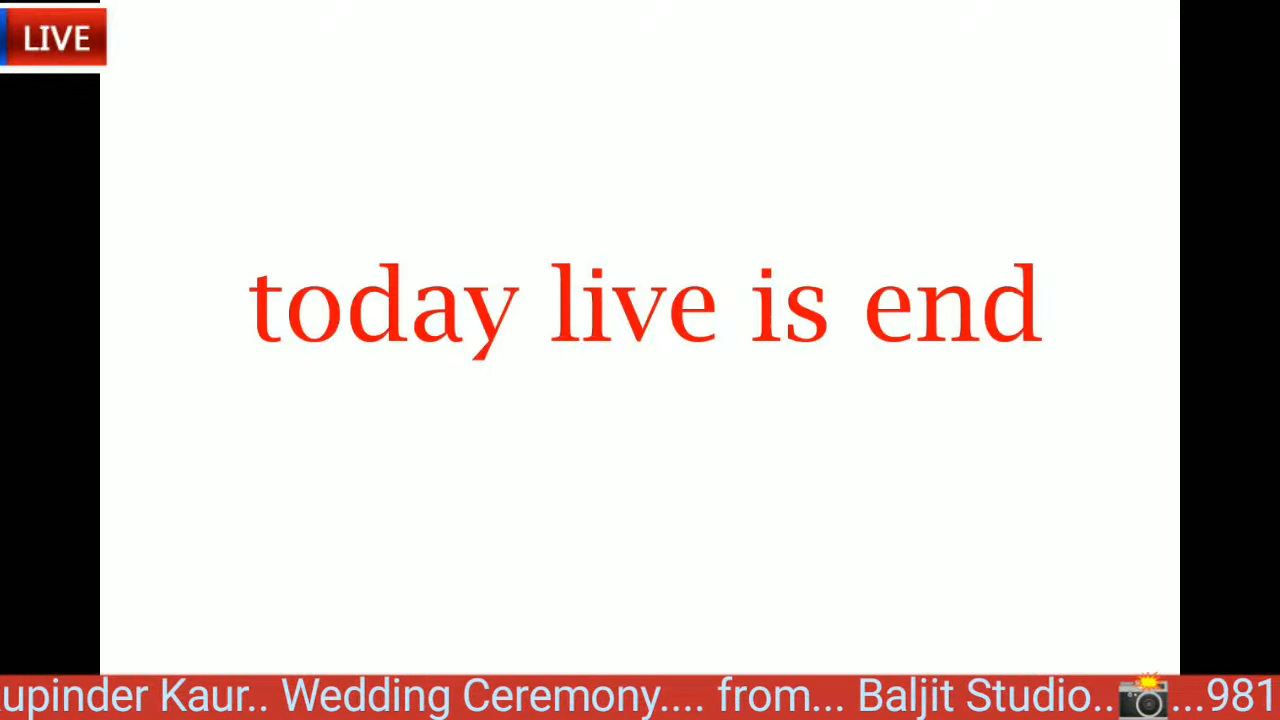 LIVE
today live is end
upinder Kaur.. Wedding Ceremony.... from... Baljit Studio..📸...981